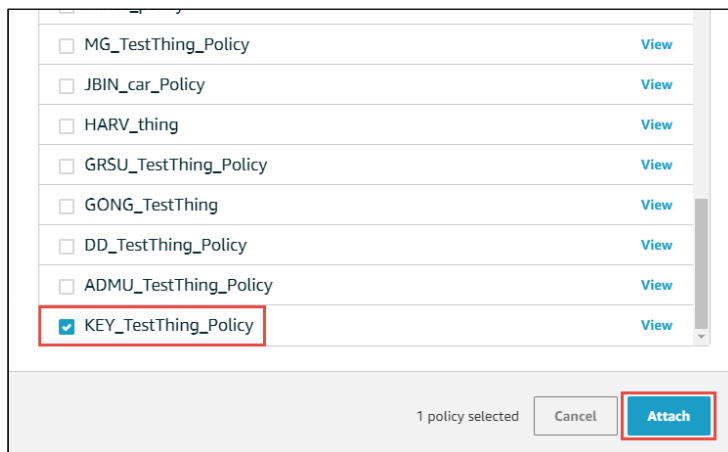 MG_TestThing_Policy View
JBIN_car_Policy View
HARV_thing View
GRSU_TestThing_Policy View
GONG_TestThing View
DD_TestThing_Policy View
ADMU_TestThing_Policy View
KEY_TestThing_Policy View
1 policy selected Cancel Attach